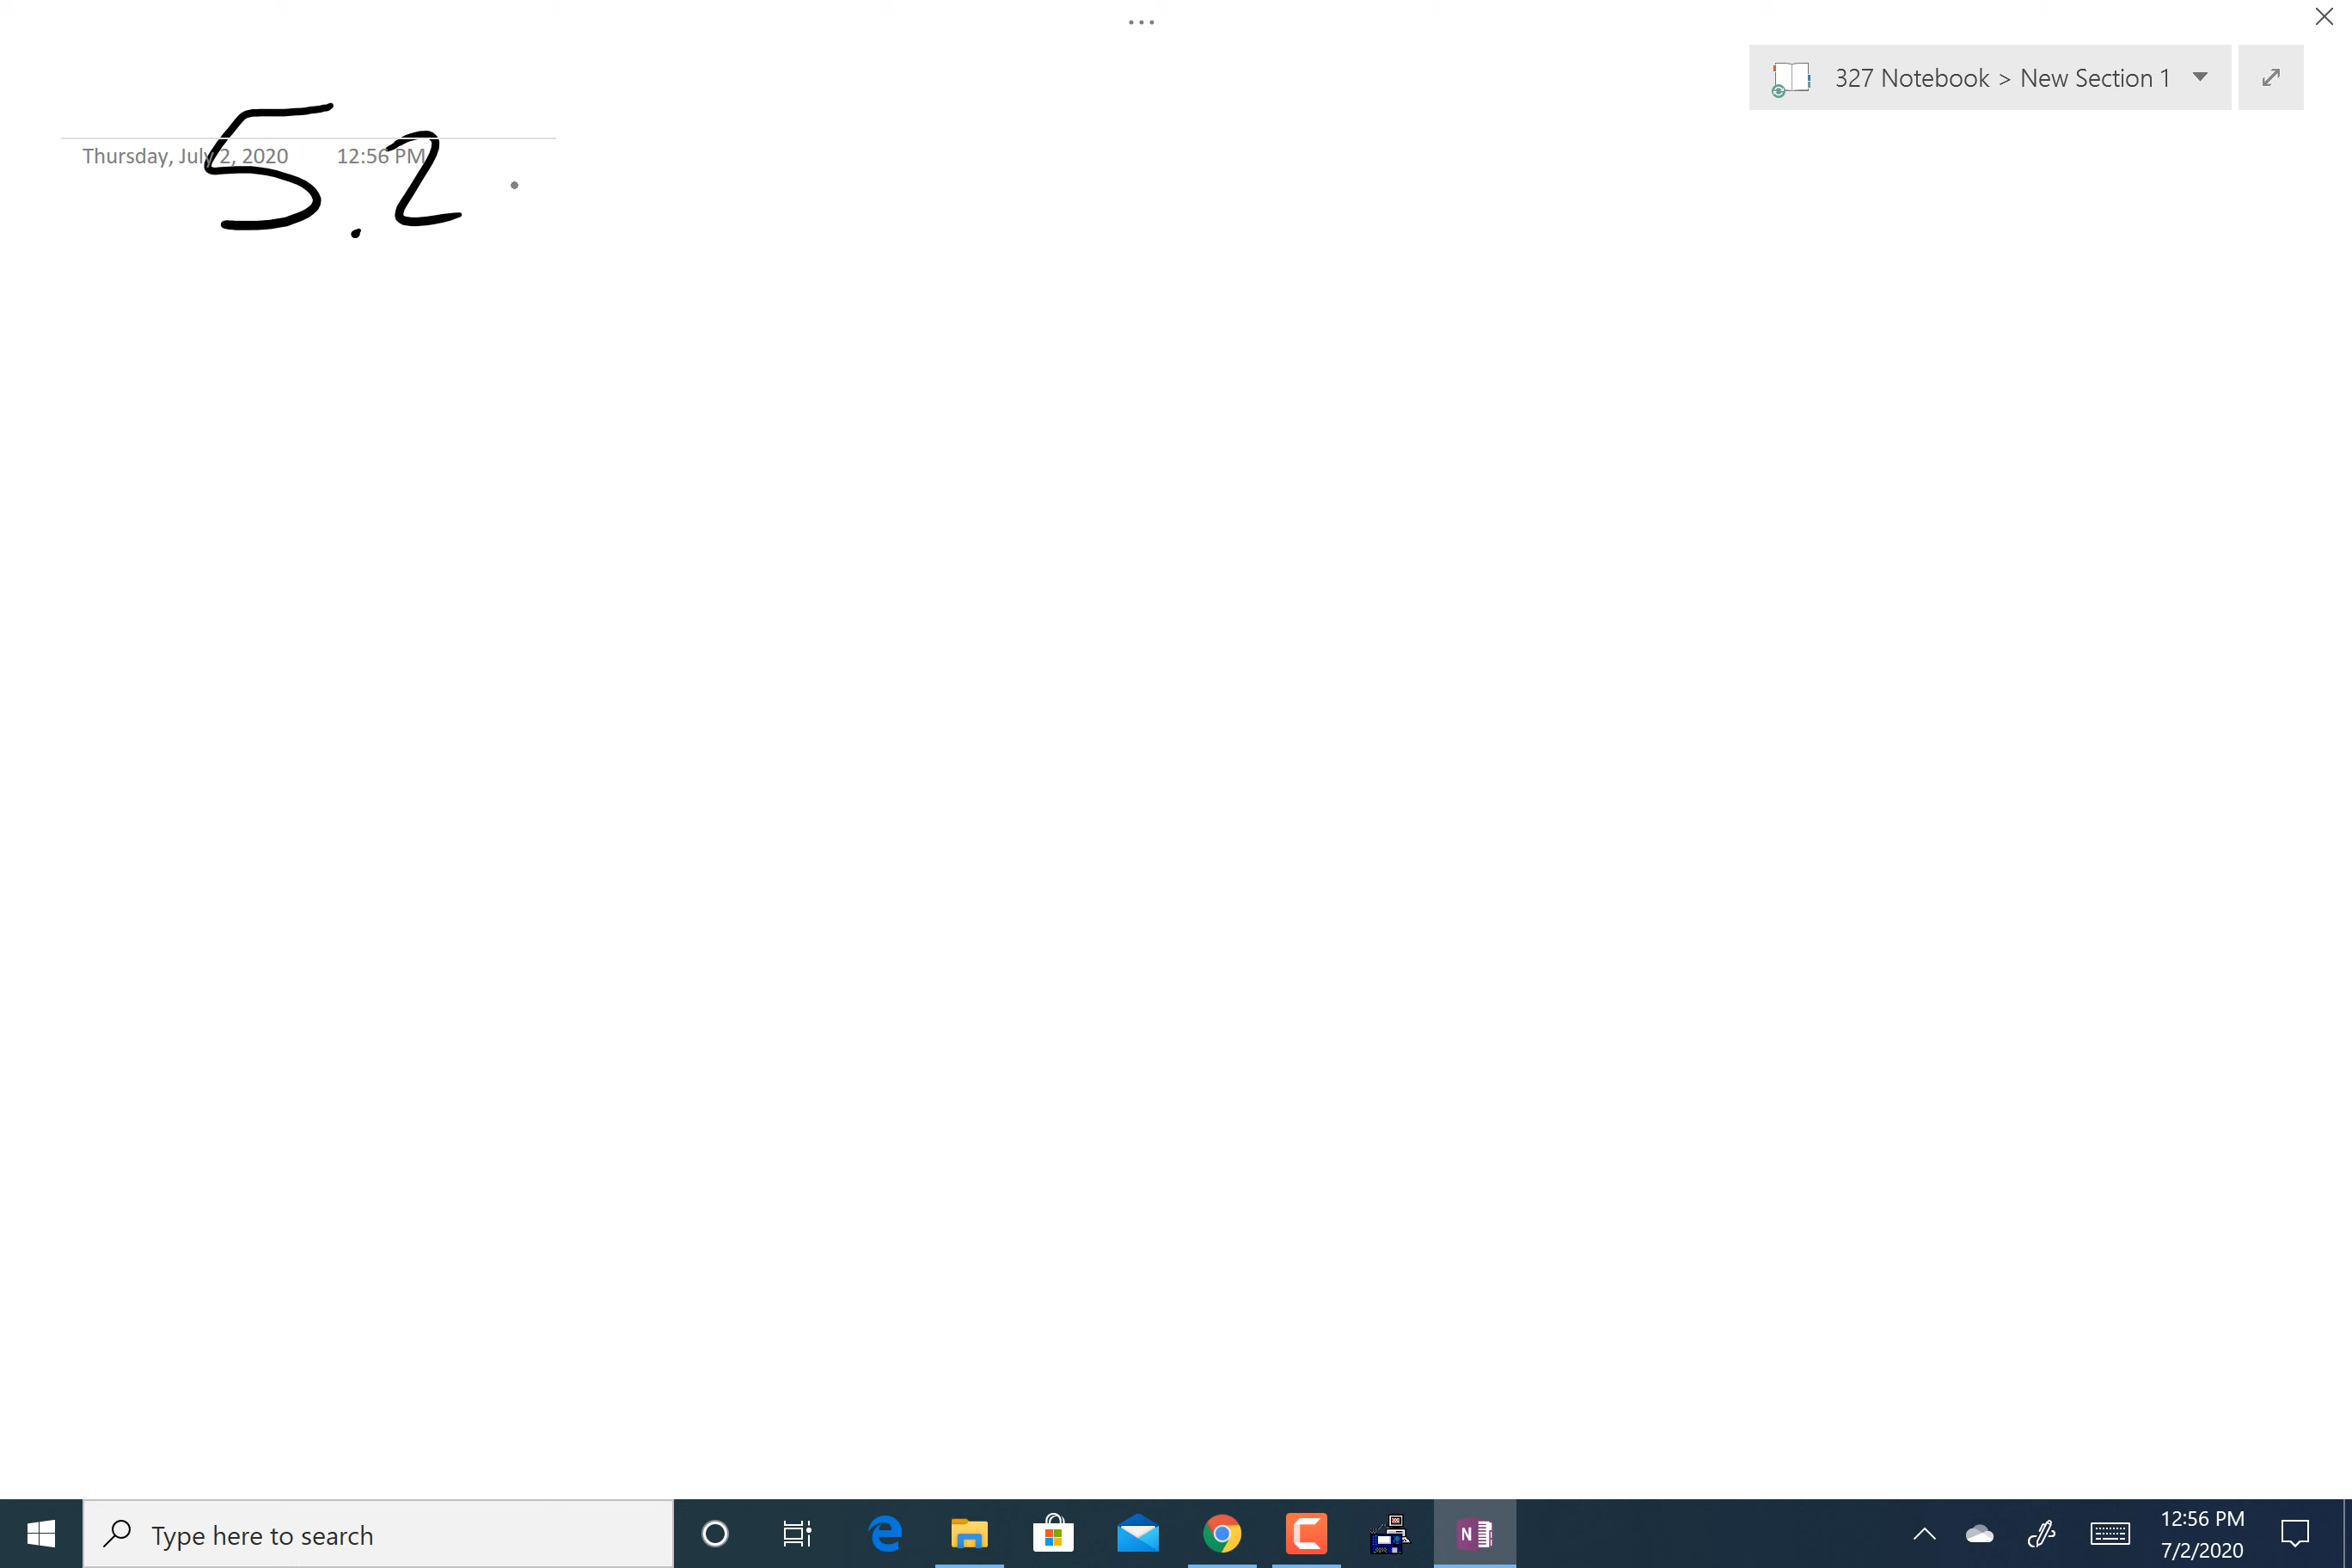 327 Notebook > New Section 1
5.2
Thursday, July 2, 2020 12:56 PM
Type here to search
12:56 PM
7/2/2020